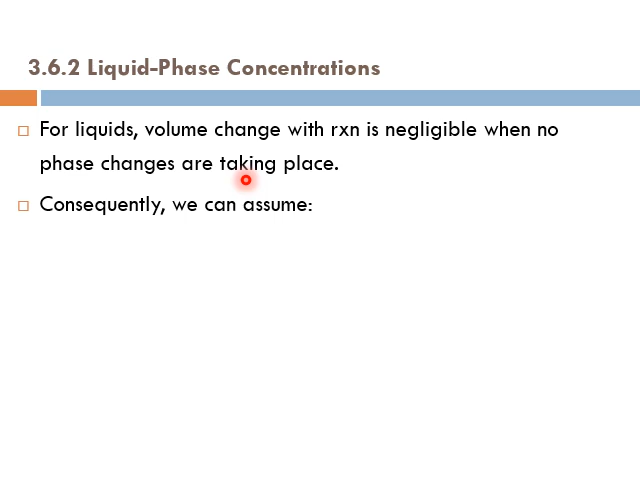 3.6.2 Liquid-Phase Concentrations
For liquids, volume change with rxn is negligible when no
phase changes are taking place.
Consequently, we can assume: